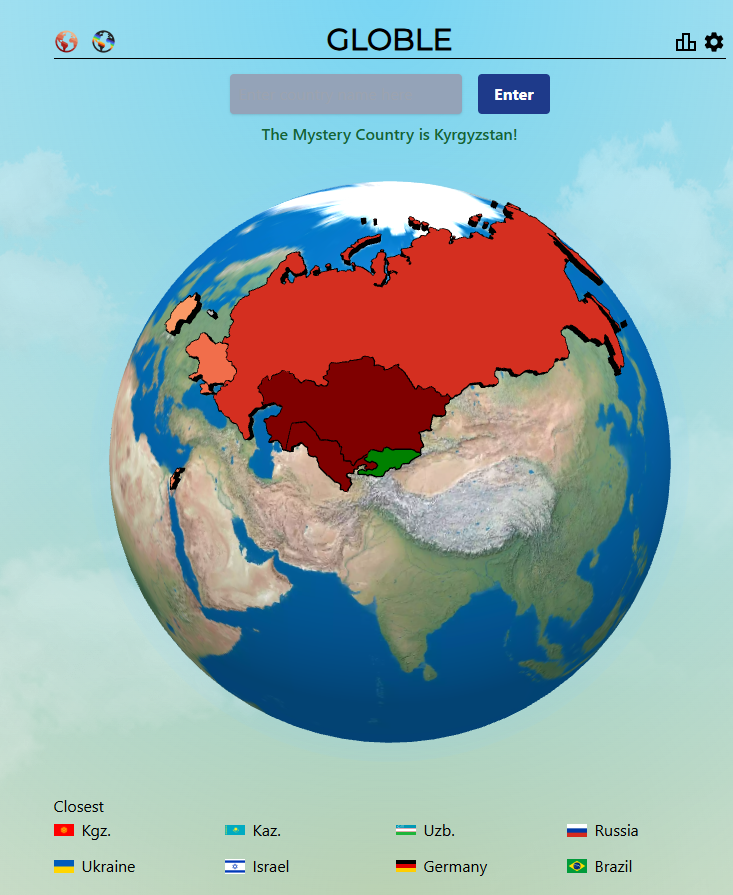 GLOBLE
Enter
The Mystery Country is Kyrgyzstan!
Closest
Kgz. Kaz. Uzb. Russia
Ukraine Israel Germany Brazil